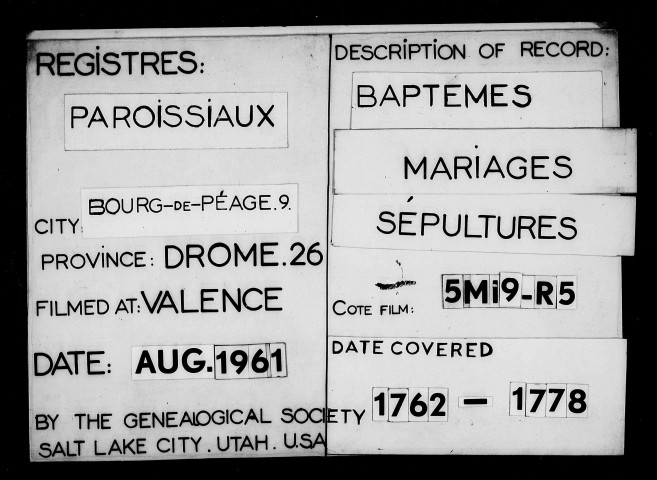 REGISTRES:
PAROISSIAUX
CITY: BOURG-DE-PÉAGE.9.
PROVINCE: DROME.26
FILMED AT: VALENCE
DATE: AUG.1961
BY THE GENEALOGICAL SOCIETY
SALT LAKE CITY. UTAH. U.S.A
DESCRIPTION OF RECORD:
BAPTEMES
MARIAGES
SÉPULTURES
COTE FILM: 5Mi9-R5
DATE COVERED
1762 - 1778